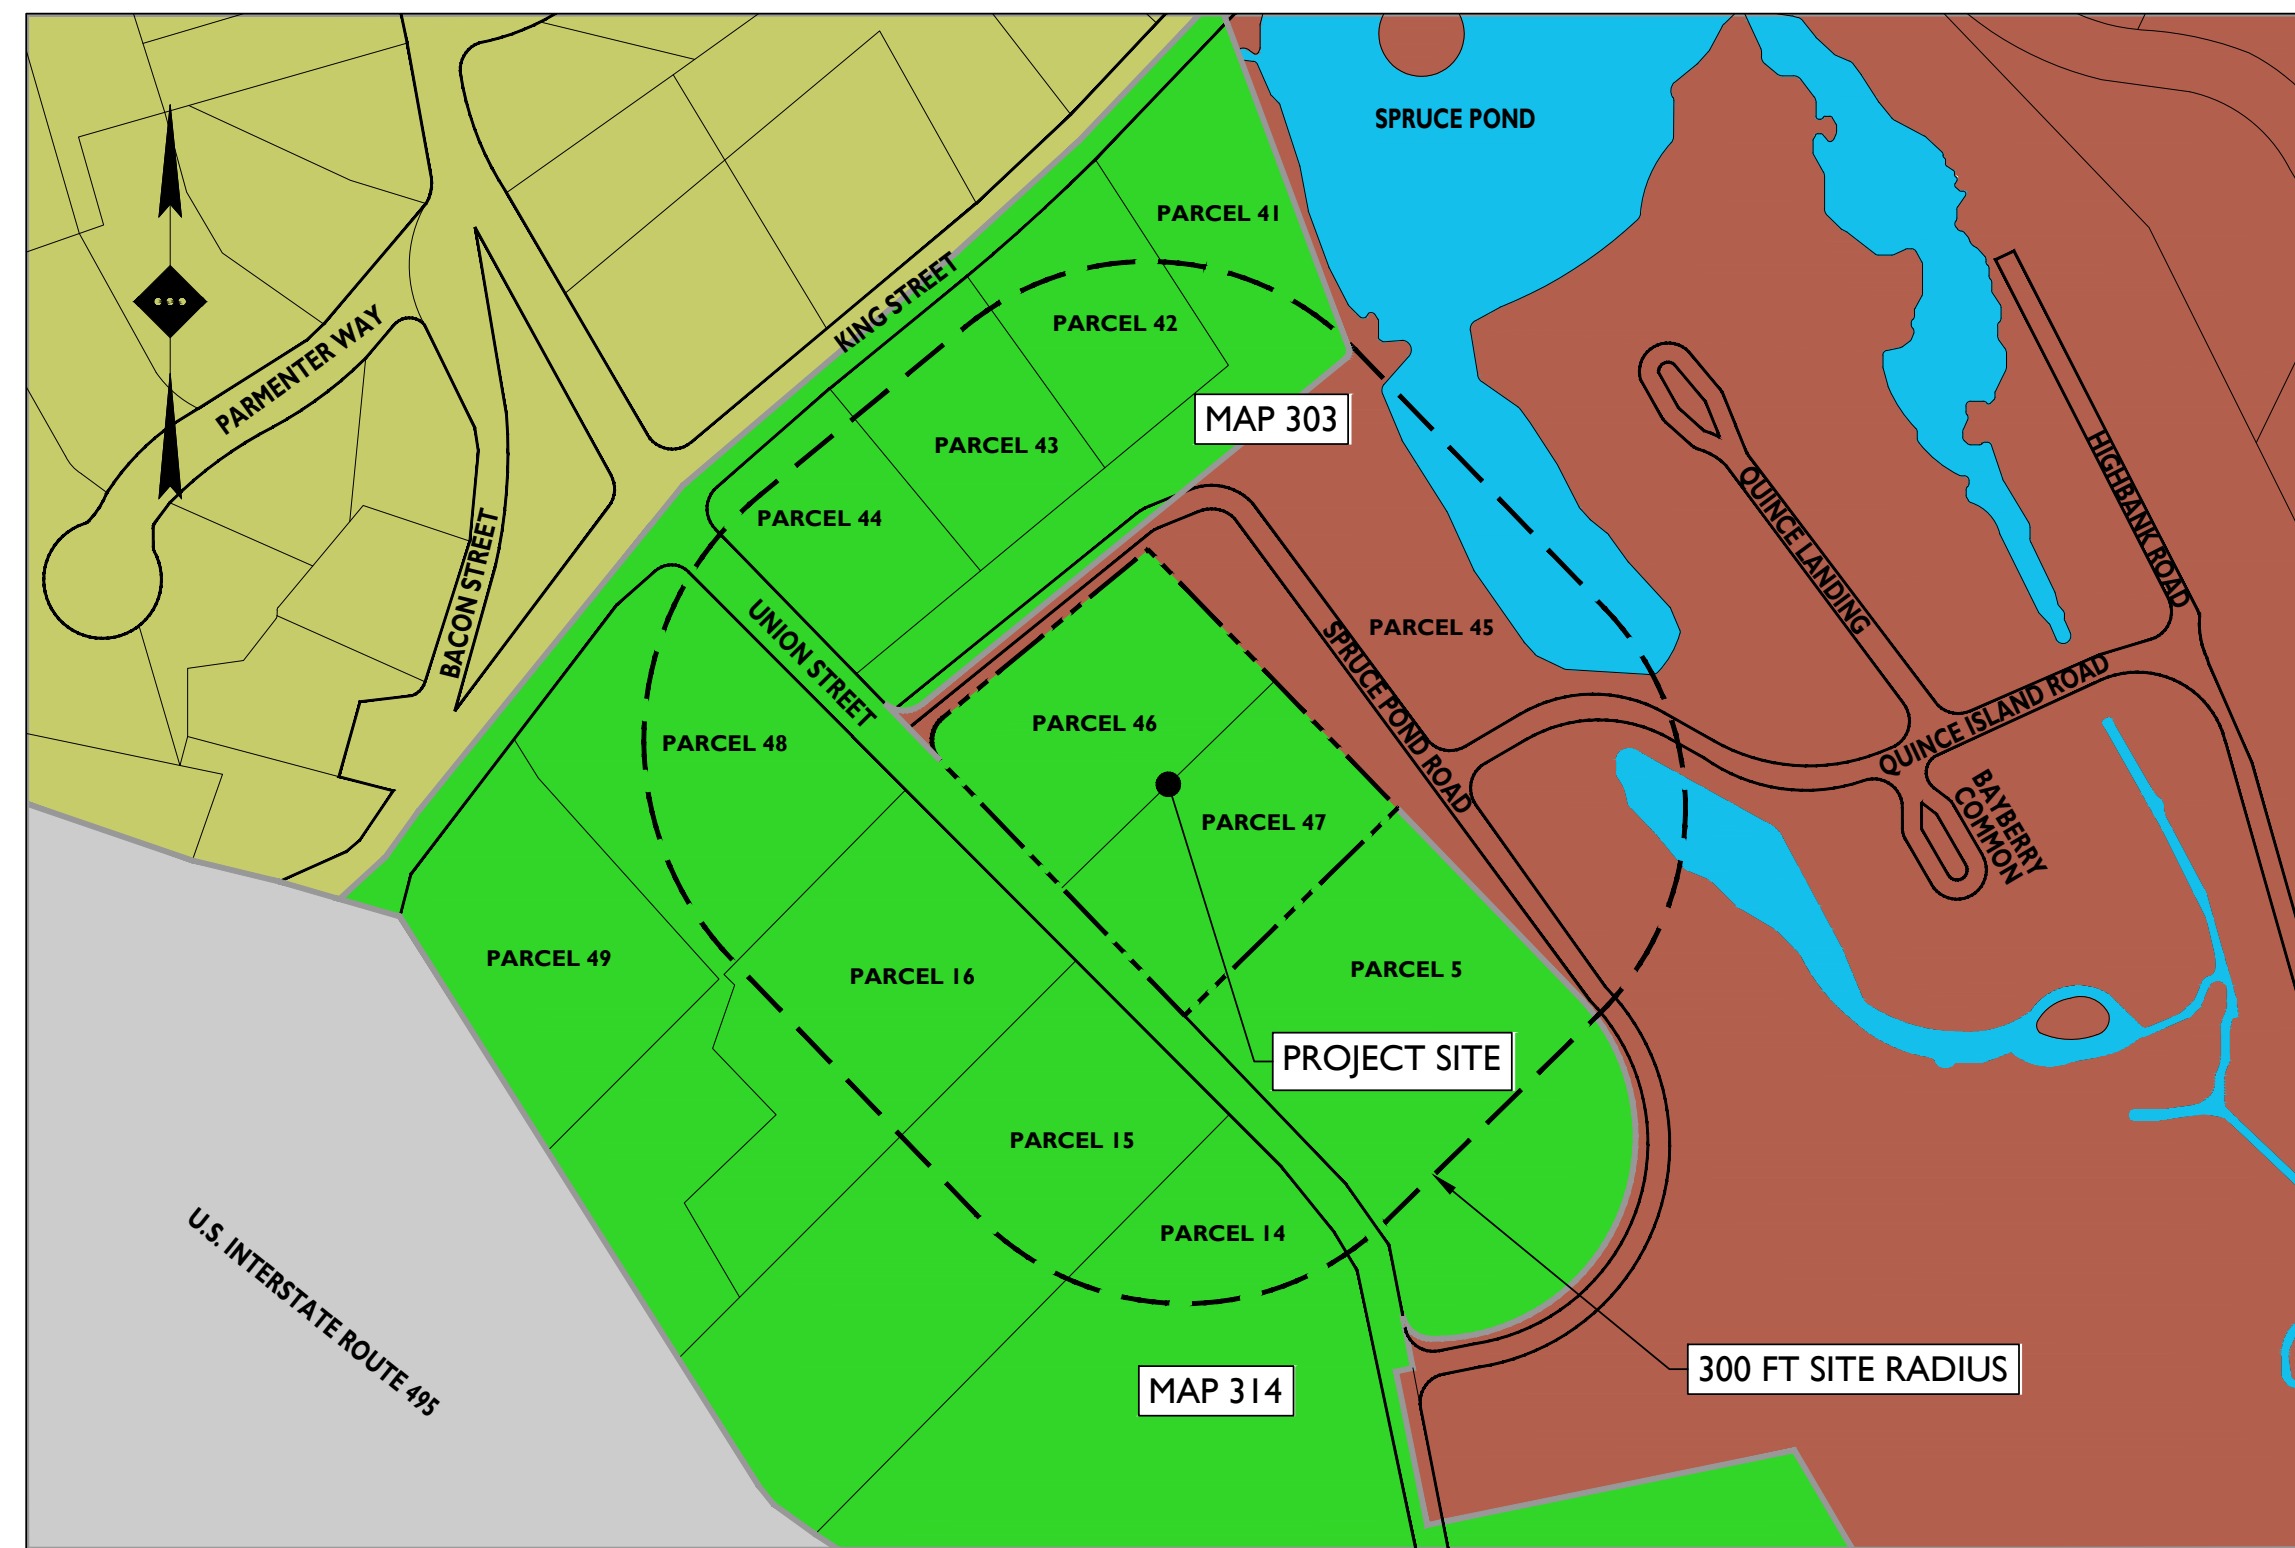 SPRUCE POND
PARCEL 41
KING STREET
PARCEL 42
PARMENTER WAY
MAP 303
PARCEL 43
PARCEL 44
QUINCE LANDING
HIGHBANK ROAD
BACON STREET
UNION STREET
PARCEL 45
SPRUCE POND ROAD
QUINCE ISLAND ROAD
PARCEL 46
PARCEL 48
BAYBERRY
COMMON
PARCEL 47
PARCEL 49
PARCEL 16
PARCEL 5
PROJECT SITE
PARCEL 15
PARCEL 14
U.S. INTERSTATE ROUTE 495
300 FT SITE RADIUS
MAP 314